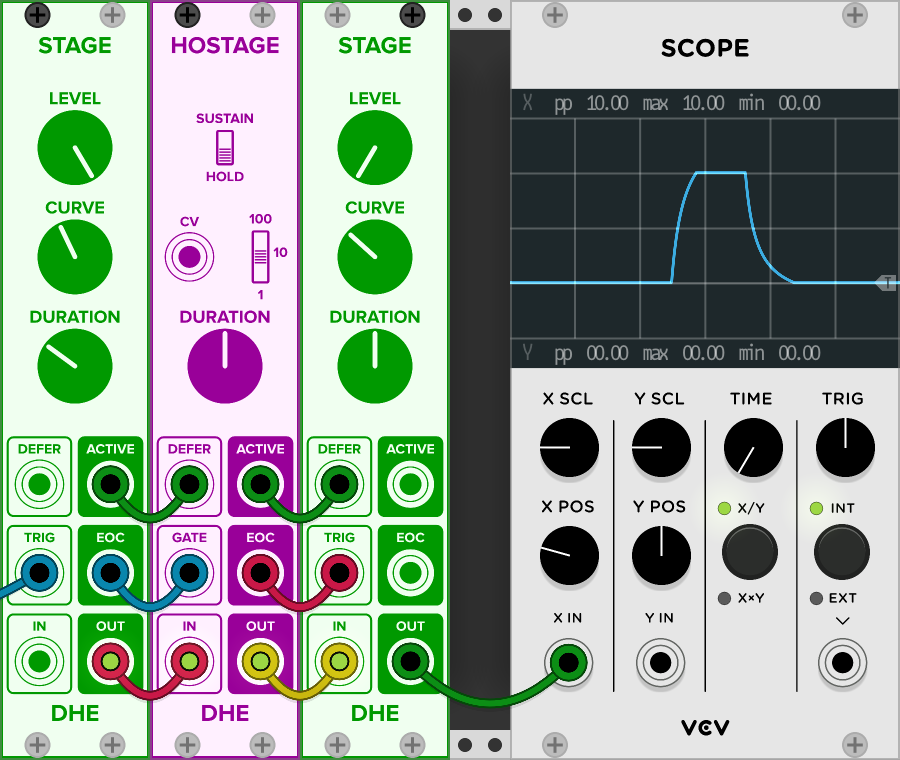 STAGE
LEVEL
CURVE
DURATION
DEFER ACTIVE
TRIG EOC
IN OUT
DHE
HOSTAGE
SUSTAIN
HOLD
CV 100
10
1
DURATION
DEFER ACTIVE
GATE EOC
IN OUT
DHE
STAGE
LEVEL
CURVE
DURATION
DEFER ACTIVE
TRIG EOC
IN OUT
DHE
SCOPE
X pp 10.00 max 10.00 min 00.00
T
Y pp 00.00 max 00.00 min 00.00
X SCL Y SCL TIME TRIG
X POS Y POS X/Y INT
X×Y EXT
X IN Y IN
VCV